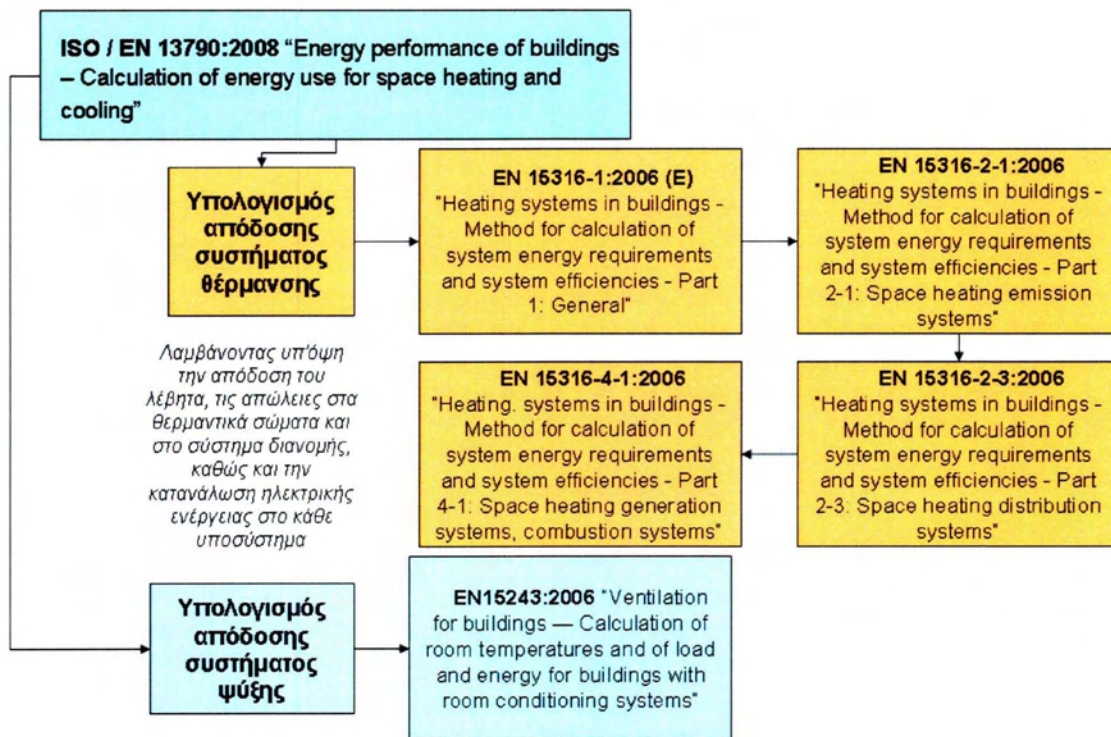 ISO / EN 13790:2008 "Energy performance of buildings
– Calculation of energy use for space heating and
cooling"
Υπολογισμός
απόδοσης
συστήματος
θέρμανσης
EN 15316-1:2006 (E)
"Heating systems in buildings -
Method for calculation of
system energy requirements
and system efficiencies - Part
1: General"
EN 15316-2-1:2006
"Heating systems in buildings -
Method for calculation of
system energy requirements
and system efficiencies - Part
2-1: Space heating emission
systems"
Λαμβάνοντας υπ'όψη
την απόδοση του
λέβητα, τις απώλειες στα
θερμαντικά σώματα και
στο σύστημα διανομής,
καθώς και την
κατανάλωση ηλεκτρικής
ενέργειας στο κάθε
υποσύστημα
EN 15316-4-1:2006
"Heating. systems in buildings -
Method for calculation of
system energy requirements
and system efficiencies - Part
4-1: Space heating generation
systems, combustion systems"
EN 15316-2-3:2006
"Heating systems in buildings -
Method for calculation of
system energy requirements
and system efficiencies - Part
2-3: Space heating distribution
systems"
Υπολογισμός
απόδοσης
συστήματος
ψύξης
EN15243:2006 "Ventilation
for buildings — Calculation of
room temperatures and of load
and energy for buildings with
room conditioning systems"